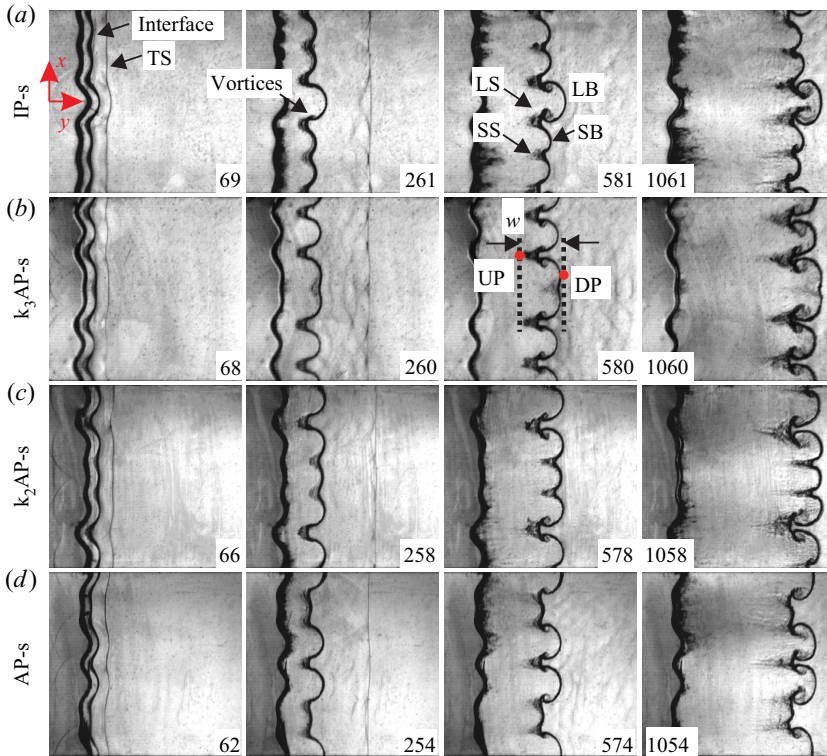 (a)
IP-s
Interface
TS
x
y
69
Vortices
261
LS
LB
SS
SB
581
1061
(b)
k3AP-s
68
260
w
UP
DP
580
1060
(c)
k2AP-s
66
258
578
1058
(d)
AP-s
62
254
574
1054